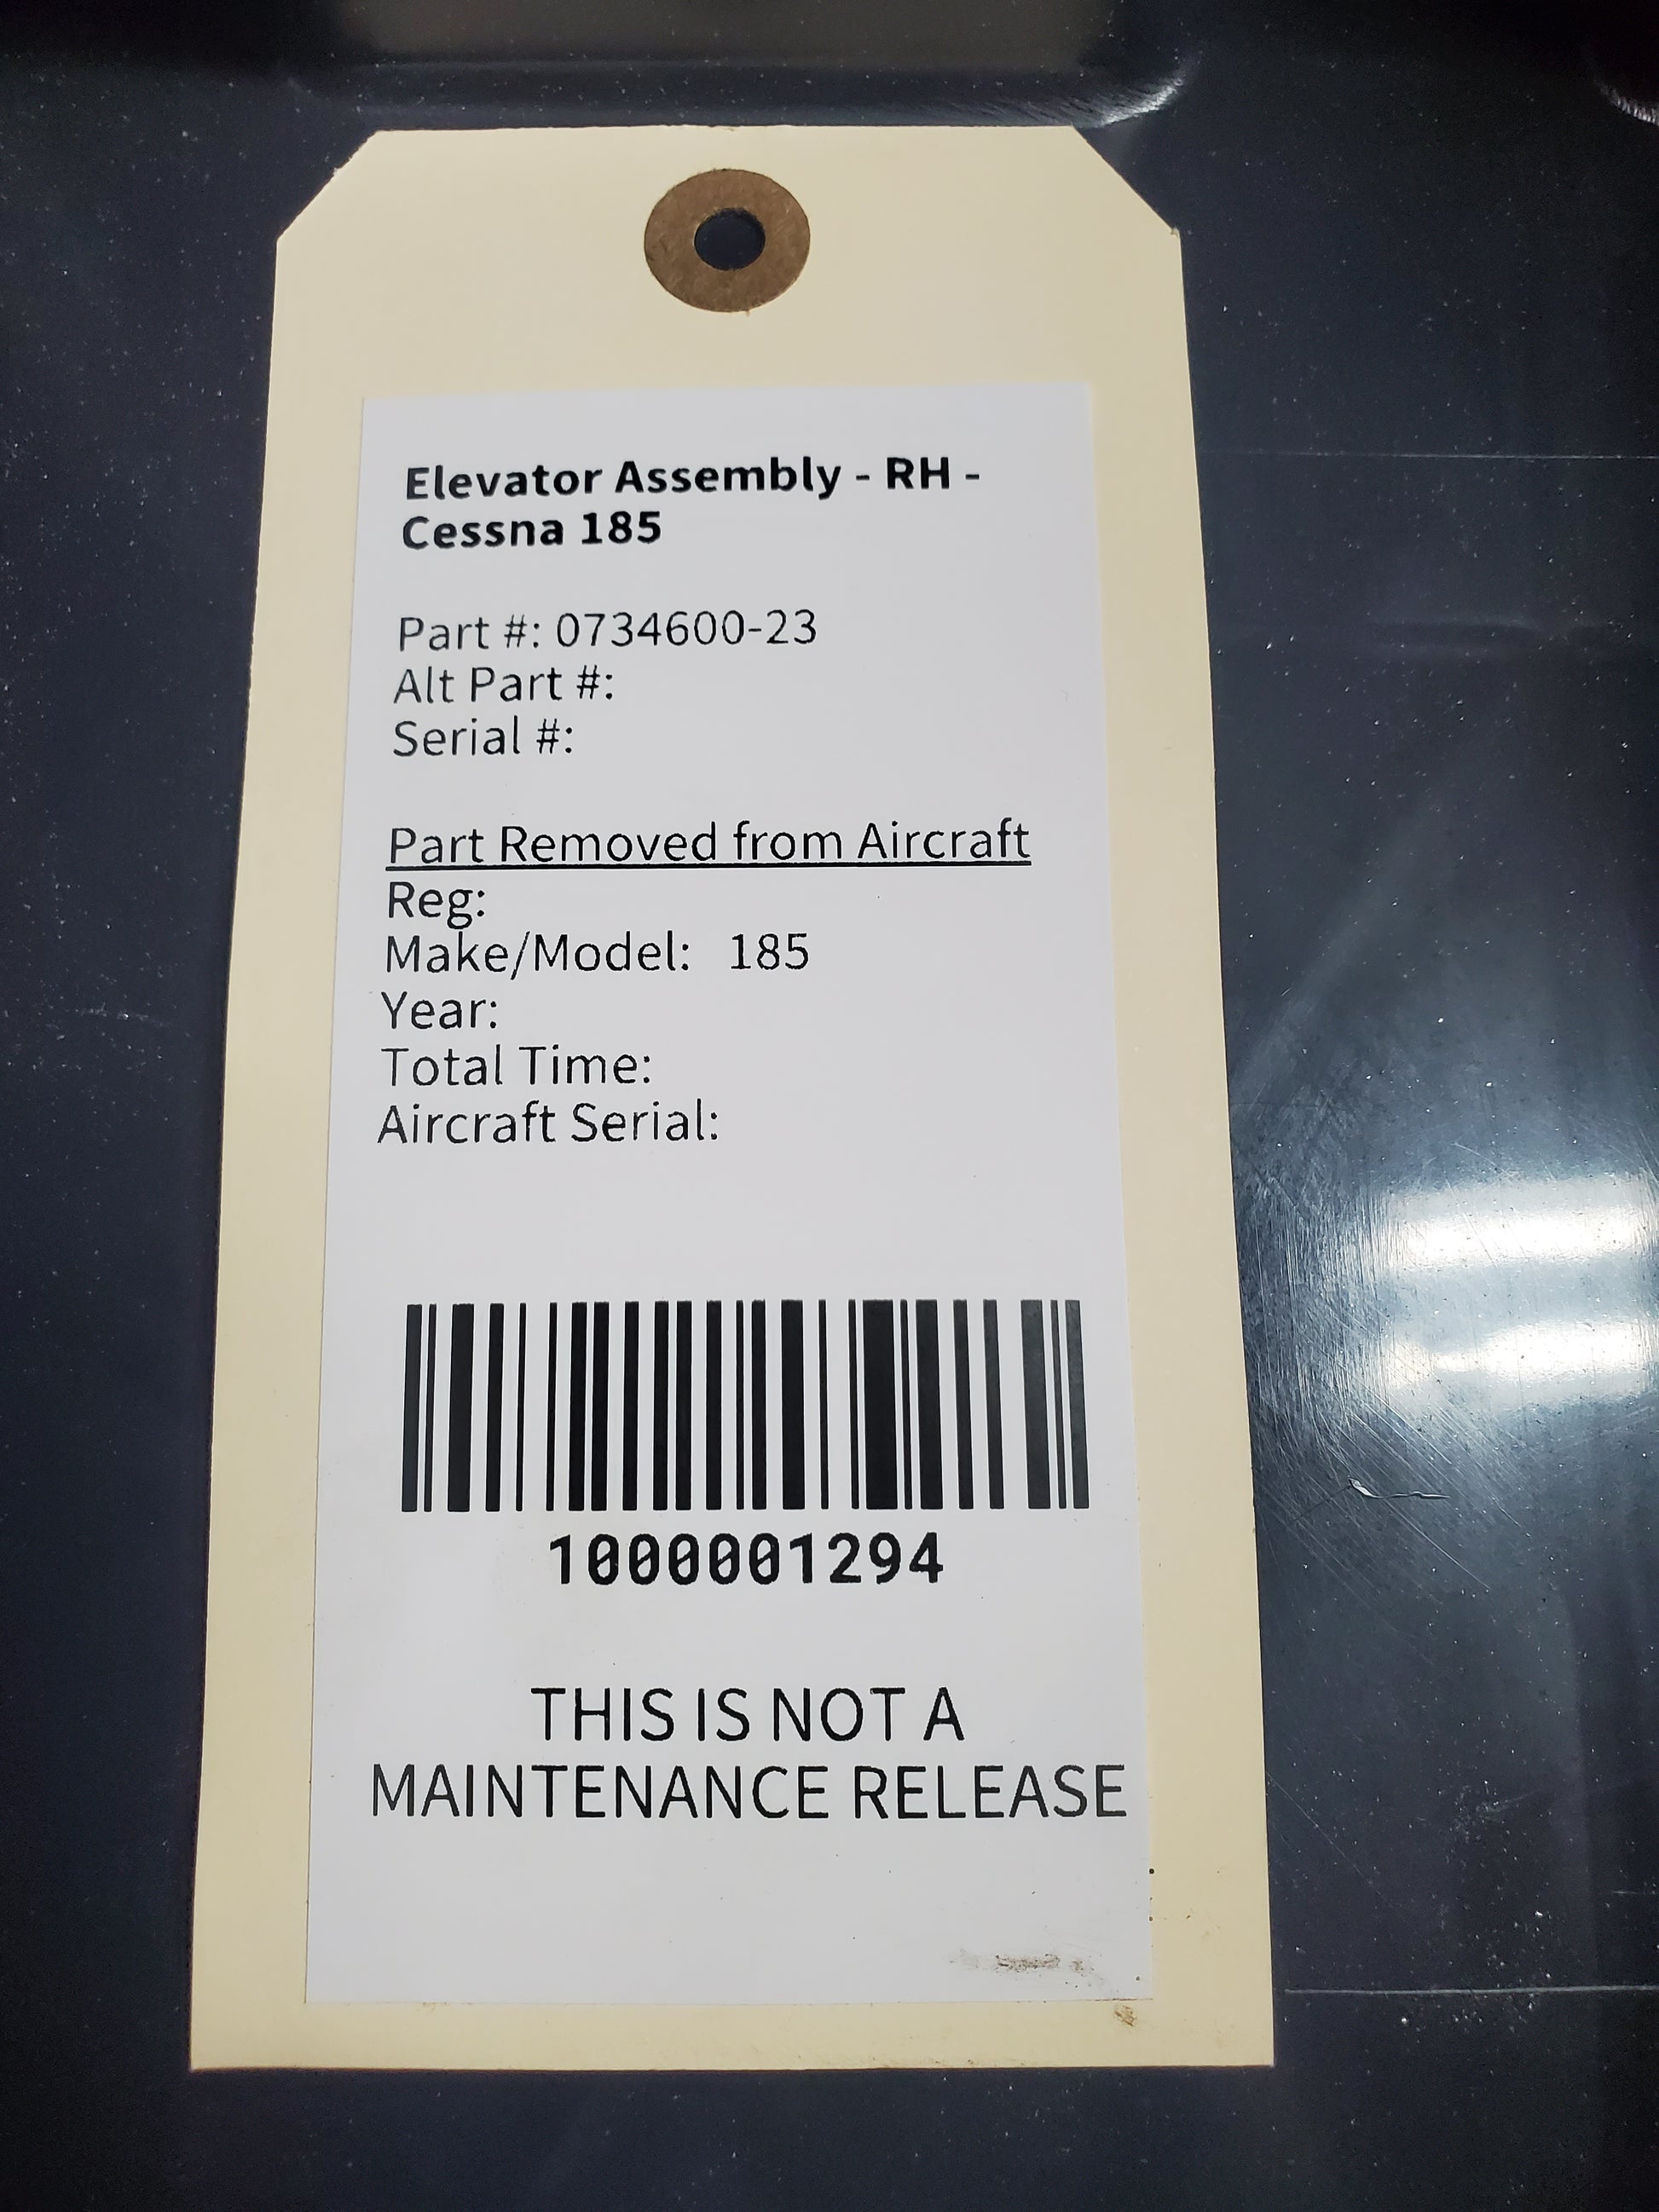 Elevator Assembly - RH -
Cessna 185
Part #: 0734600-23
Alt Part #:
Serial #:
Part Removed from Aircraft
Reg:
Make/Model: 185
Year:
Total Time:
Aircraft Serial:
1000001294
THIS IS NOT A
MAINTENANCE RELEASE